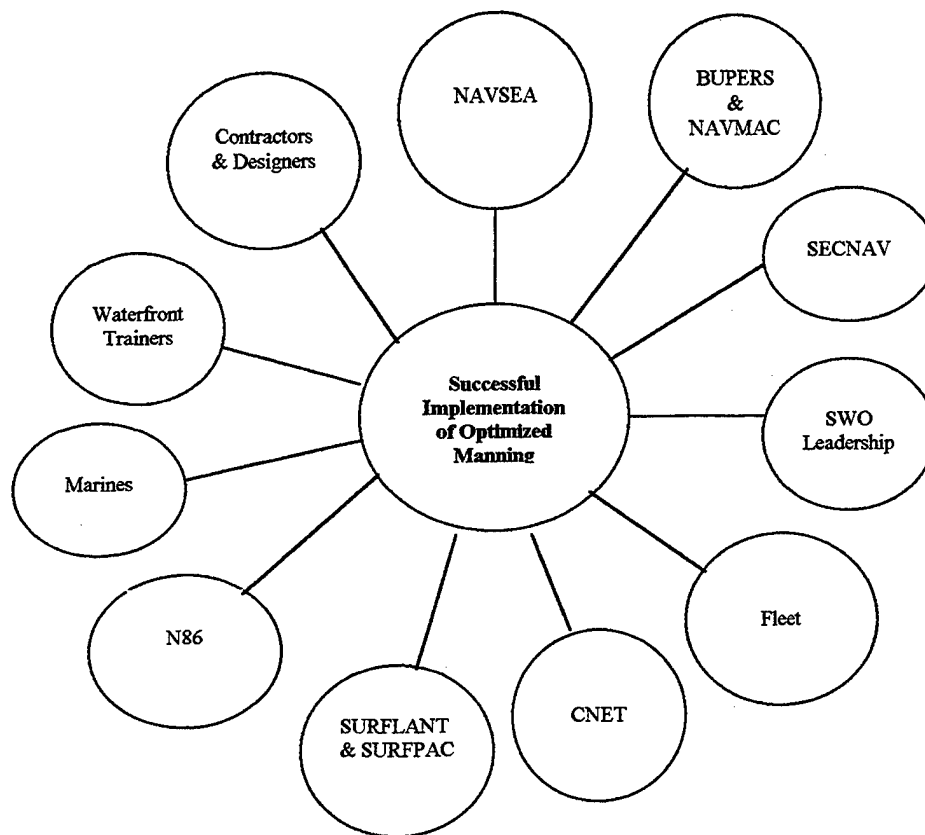 NAVSEA
BUPERS
&
NAVMAC
Contractors
& Designers
SECNAV
Waterfront
Trainers
Successful
Implementation
of Optimized
Manning
SWO
Leadership
Marines
Fleet
N86
CNET
SURFLANT
& SURFPAC